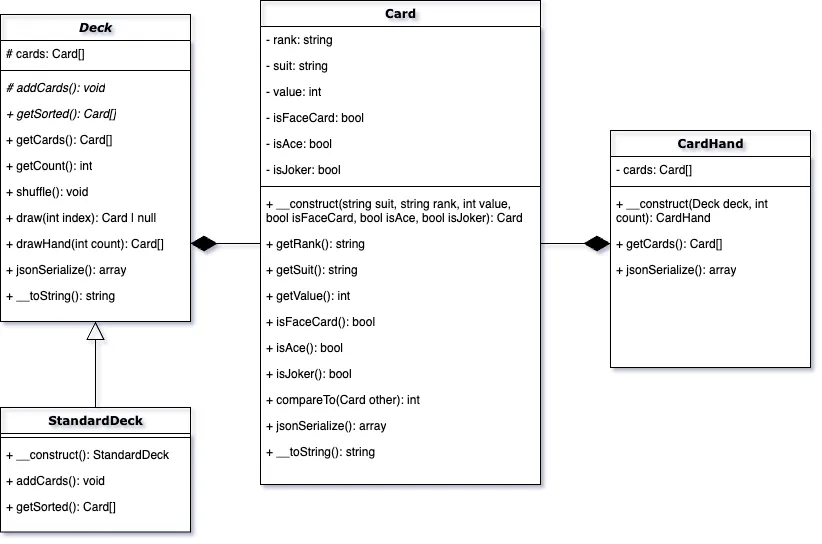 Deck
# cards: Card[]
# addCards(): void
+ getSorted(): Card[]
+ getCards(): Card[]
+ getCount(): int
+ shuffle(): void
+ draw(int index): Card | null
+ drawHand(int count): Card[]
+ jsonSerialize(): array
+ __toString(): string
StandardDeck
+ __construct(): StandardDeck
+ addCards(): void
+ getSorted(): Card[]
Card
- rank: string
- suit: string
- value: int
- isFaceCard: bool
- isAce: bool
- isJoker: bool
+ __construct(string suit, string rank, int value,
bool isFaceCard, bool isAce, bool isJoker): Card
+ getRank(): string
+ getSuit(): string
+ getValue(): int
+ isFaceCard(): bool
+ isAce(): bool
+ isJoker(): bool
+ compareTo(Card other): int
+ jsonSerialize(): array
+ __toString(): string
CardHand
- cards: Card[]
+ __construct(Deck deck, int
count): CardHand
+ getCards(): Card[]
+ jsonSerialize(): array